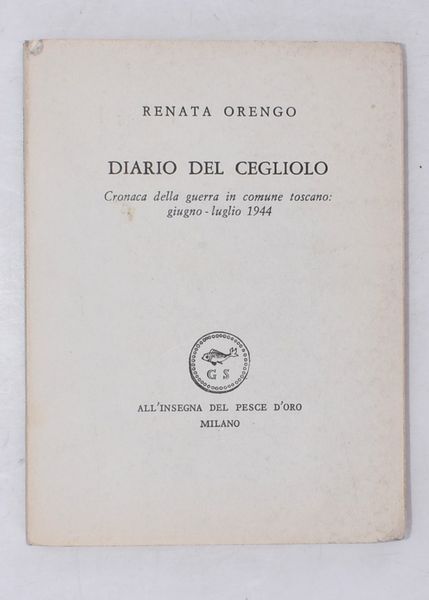 RENATA ORENGO
DIARIO DEL CEGLIOLO
Cronaca della guerra in comune toscano:
giugno - luglio 1944
G S
ALL'INSEGNA DEL PESCE D'ORO
MILANO